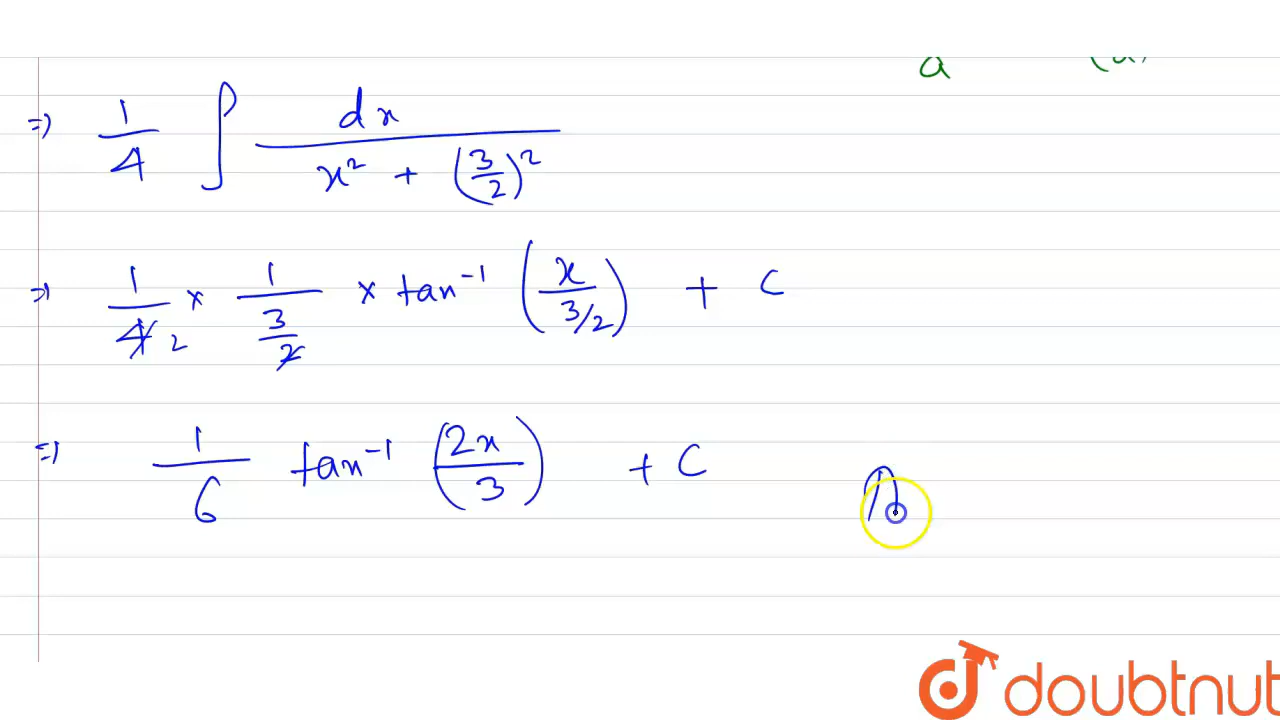 a (a)
⇒ 1/4 ∫ dx / (x² + (3/2)²)
⇒ 1/4 2 × 1/(3/2) × tan⁻¹ (x / 3/2) + C
⇒ 1/6 tan⁻¹ (2x/3) + C
doubtnut